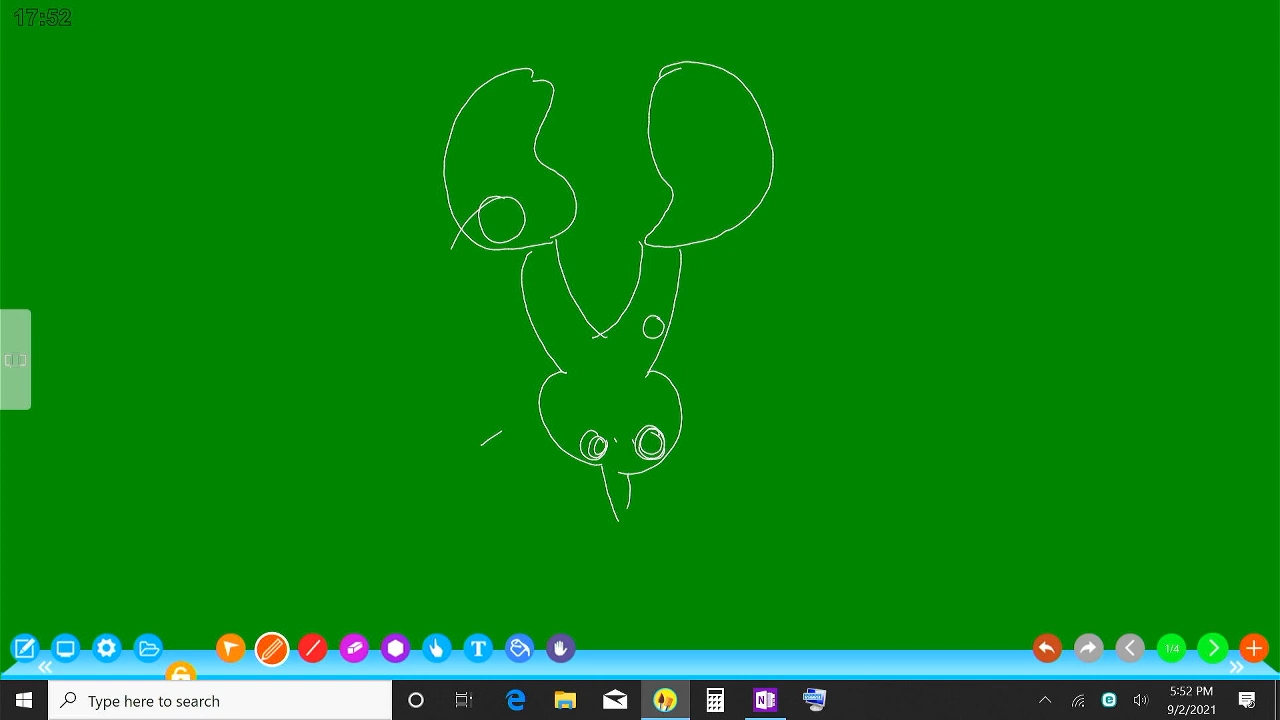 17:52
T
1/4
Type here to search
N
5:52 PM
9/2/2021